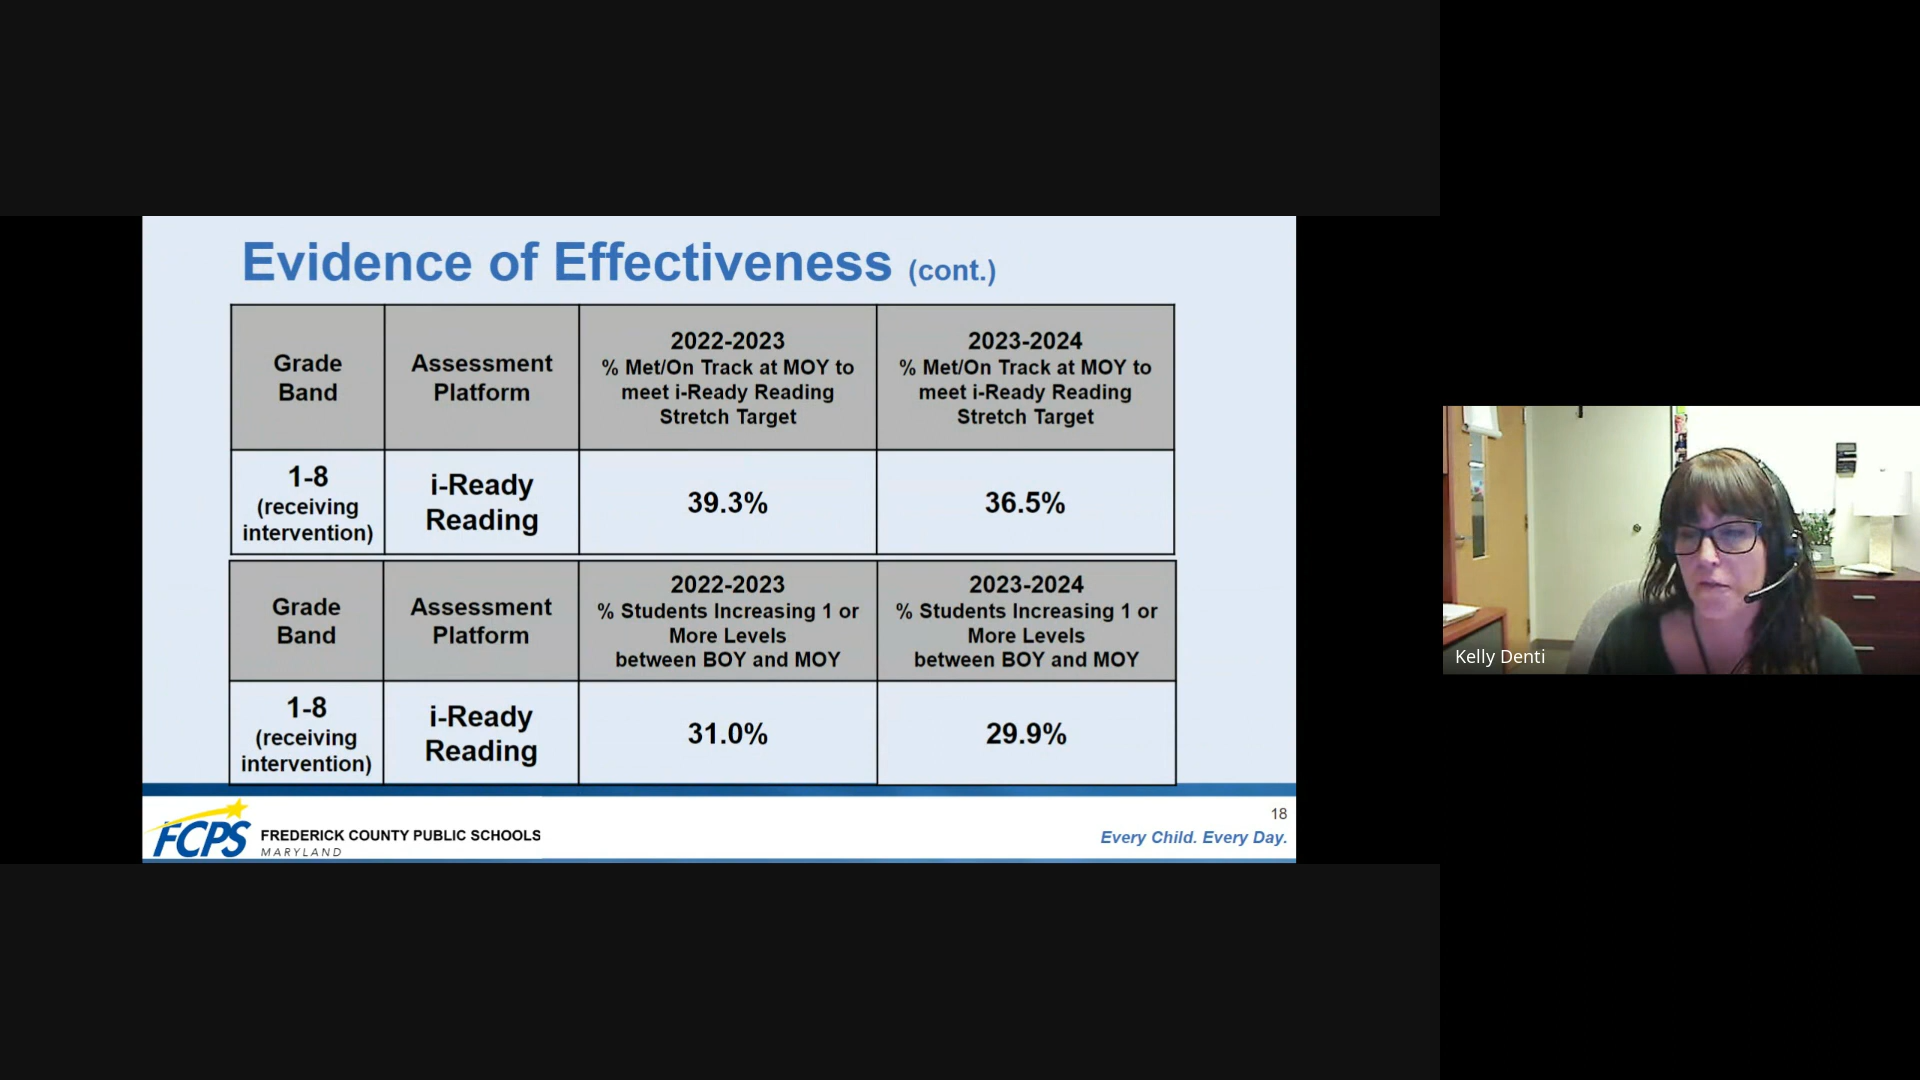 Evidence of Effectiveness (cont.)
Grade
Band
Assessment
Platform
2022-2023
% Met/On Track at MOY to
meet i-Ready Reading
Stretch Target
2023-2024
% Met/On Track at MOY to
meet i-Ready Reading
Stretch Target
1-8
(receiving
intervention)
i-Ready
Reading
39.3%
36.5%
Grade
Band
Assessment
Platform
2022-2023
% Students Increasing 1 or
More Levels
between BOY and MOY
2023-2024
% Students Increasing 1 or
More Levels
between BOY and MOY
1-8
(receiving
intervention)
i-Ready
Reading
31.0%
29.9%
FCPS
FREDERICK COUNTY PUBLIC SCHOOLS
MARYLAND
18
Every Child. Every Day.
Kelly Denti